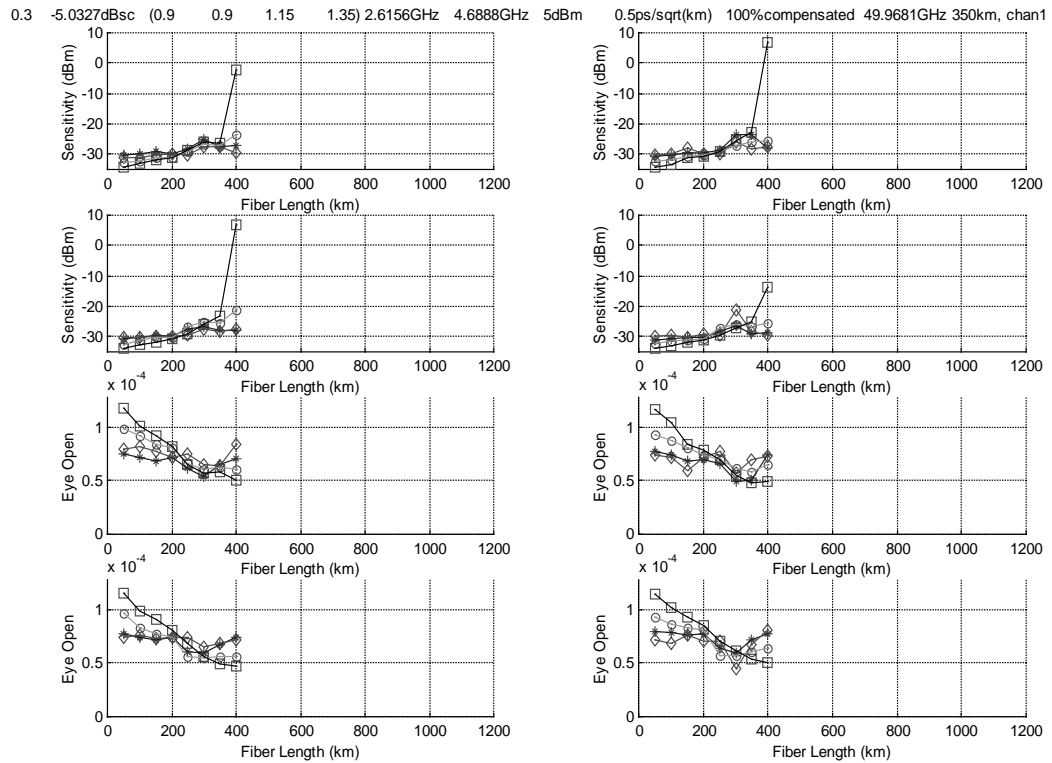 0.3 -5.0327dBsc (0.9 0.9 1.15 1.35) 2.6156GHz 4.6888GHz 5dBm 0.5ps/sqrt(km) 100%compensated 49.9681GHz 350km, chan1
10
0
-10
-20
-30
Sensitivity (dBm)
0 200 400 600 800 1000 1200
Fiber Length (km)
10
0
-10
-20
-30
Sensitivity (dBm)
0 200 400 600 800 1000 1200
Fiber Length (km)
10
0
-10
-20
-30
Sensitivity (dBm)
0 200 400 600 800 1000 1200
Fiber Length (km)
10
0
-10
-20
-30
Sensitivity (dBm)
0 200 400 600 800 1000 1200
Fiber Length (km)
x 10^-4
1
0.5
0
Eye Open
0 200 400 600 800 1000 1200
Fiber Length (km)
x 10^-4
1
0.5
0
Eye Open
0 200 400 600 800 1000 1200
Fiber Length (km)
x 10^-4
1
0.5
0
Eye Open
0 200 400 600 800 1000 1200
Fiber Length (km)
x 10^-4
1
0.5
0
Eye Open
0 200 400 600 800 1000 1200
Fiber Length (km)